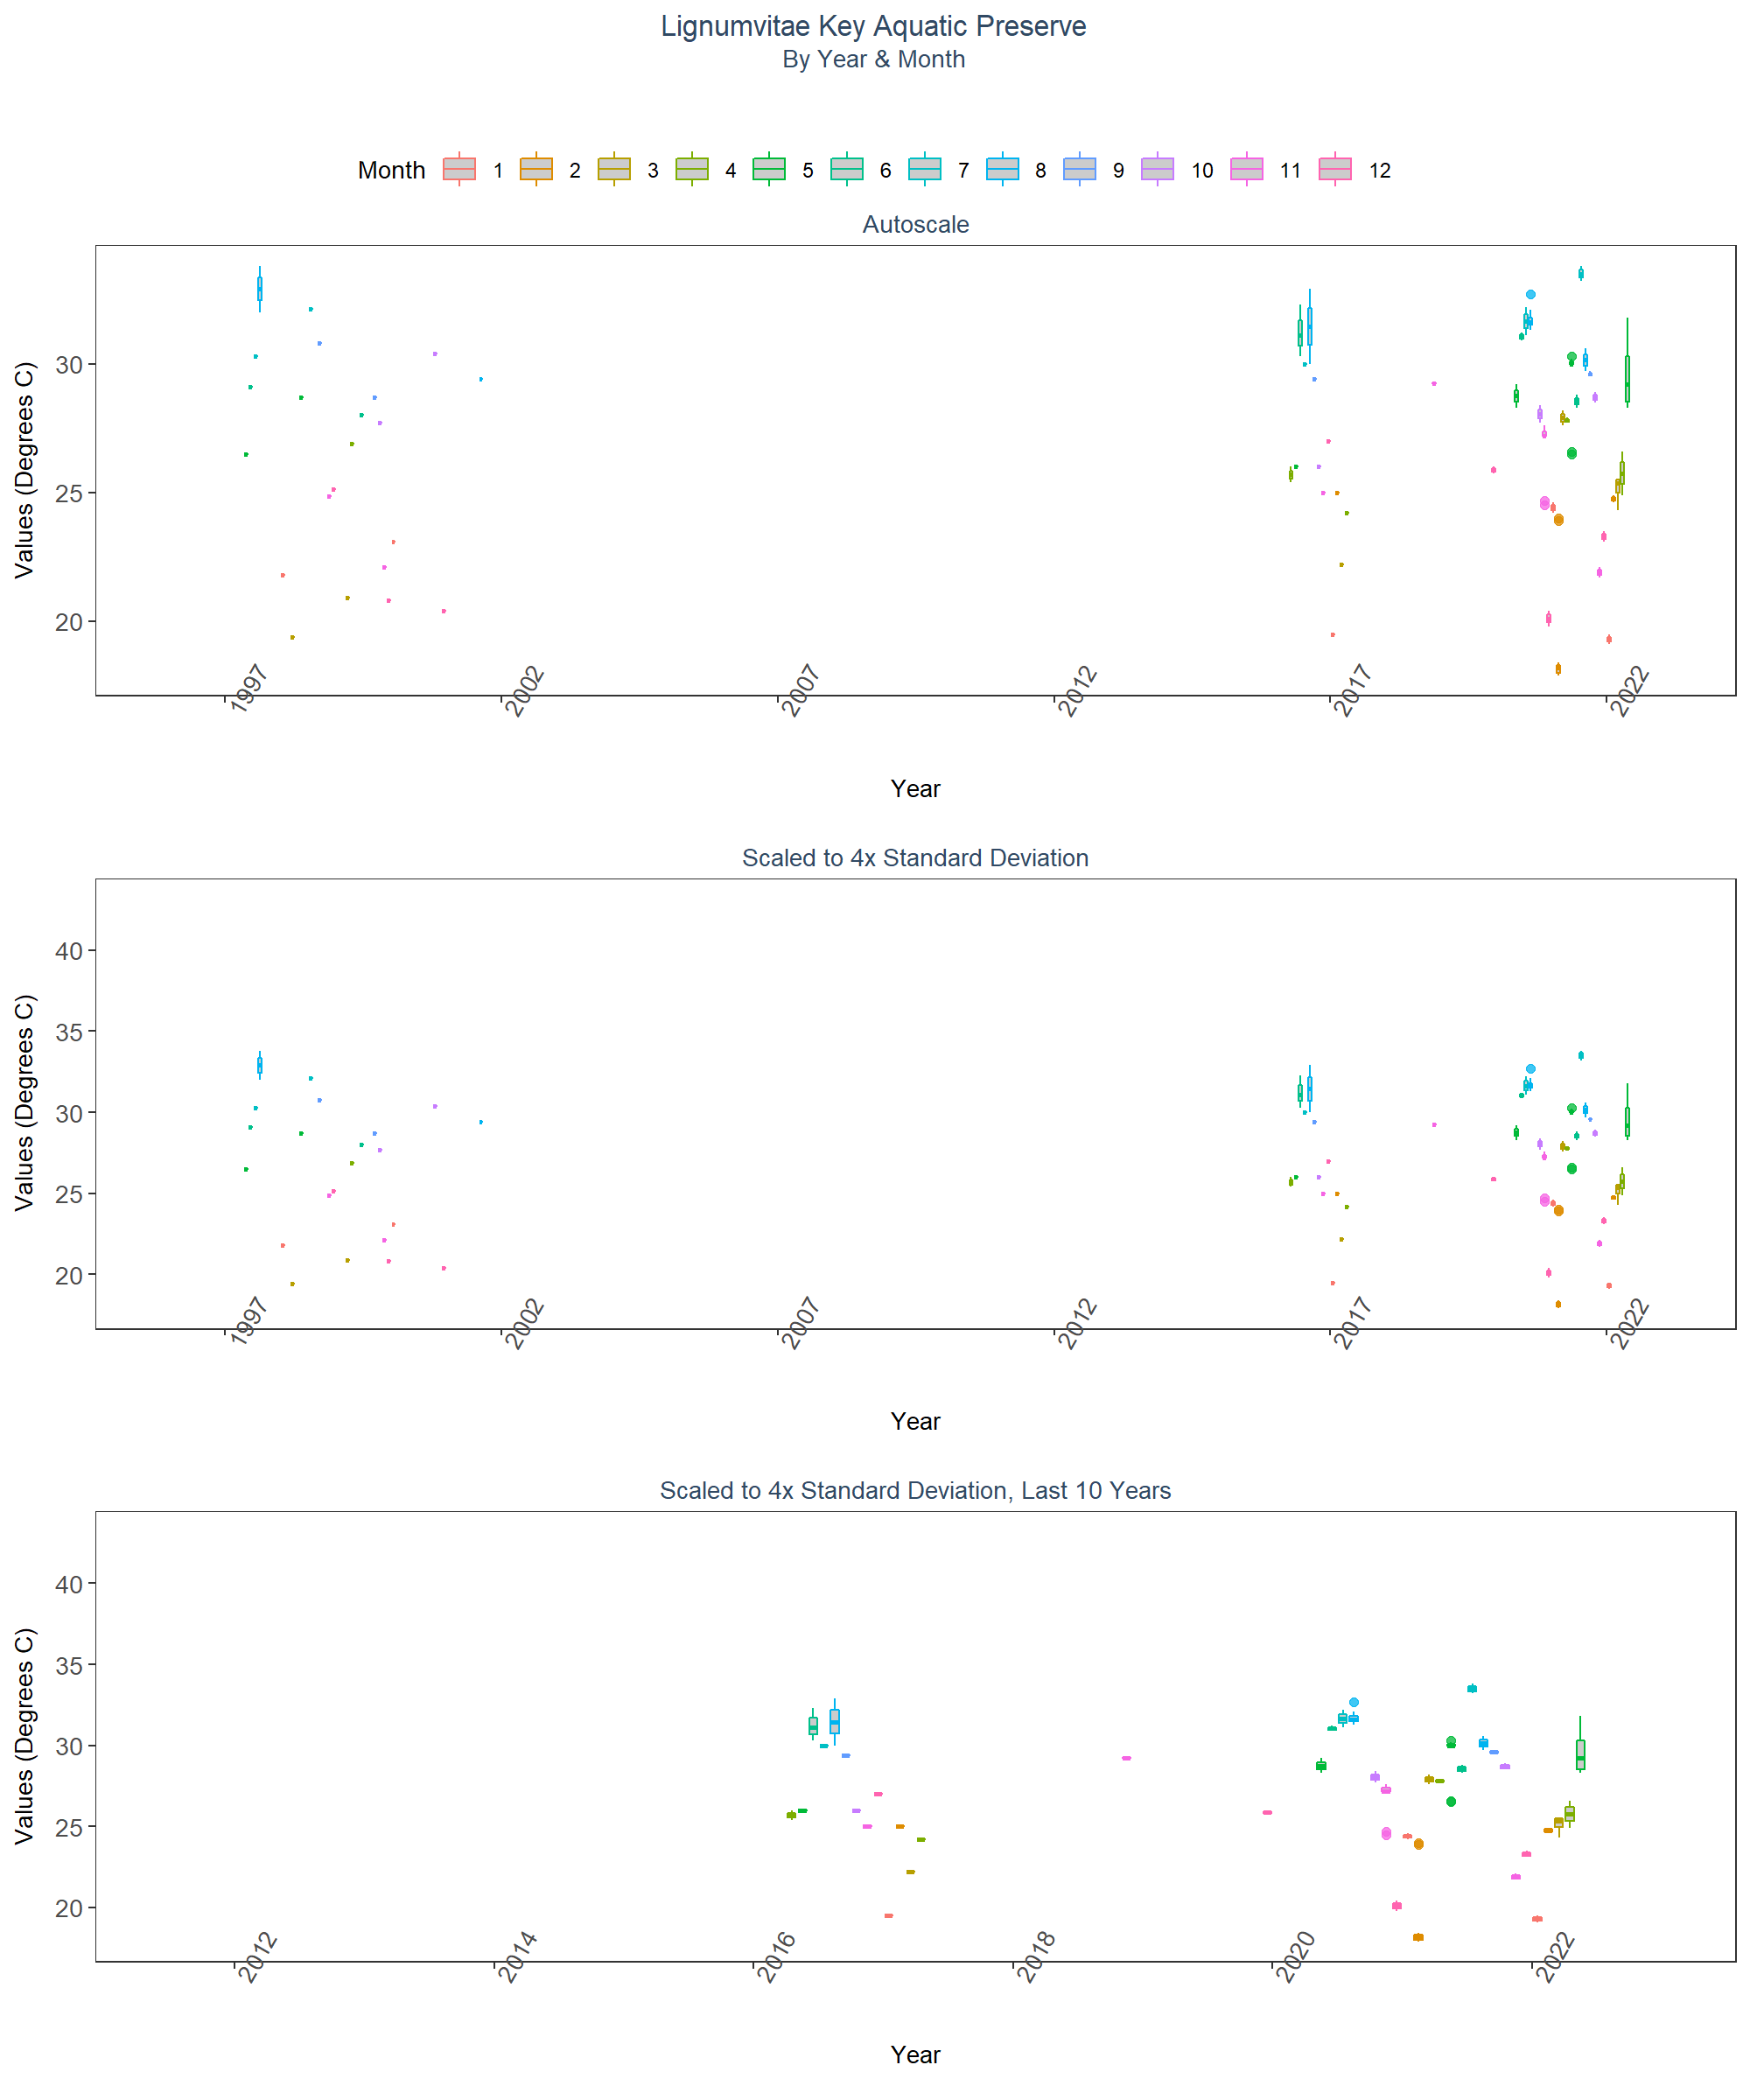 Lignumvitae Key Aquatic Preserve
By Year & Month
Month 1 2 3 4 5 6 7 8 9 10 11 12
Autoscale
Values (Degrees C)
30
25
20
1997 2002 2007 2012 2017 2022
Year
Scaled to 4x Standard Deviation
Values (Degrees C)
40
35
30
25
20
1997 2002 2007 2012 2017 2022
Year
Scaled to 4x Standard Deviation, Last 10 Years
Values (Degrees C)
40
35
30
25
20
2012 2014 2016 2018 2020 2022
Year